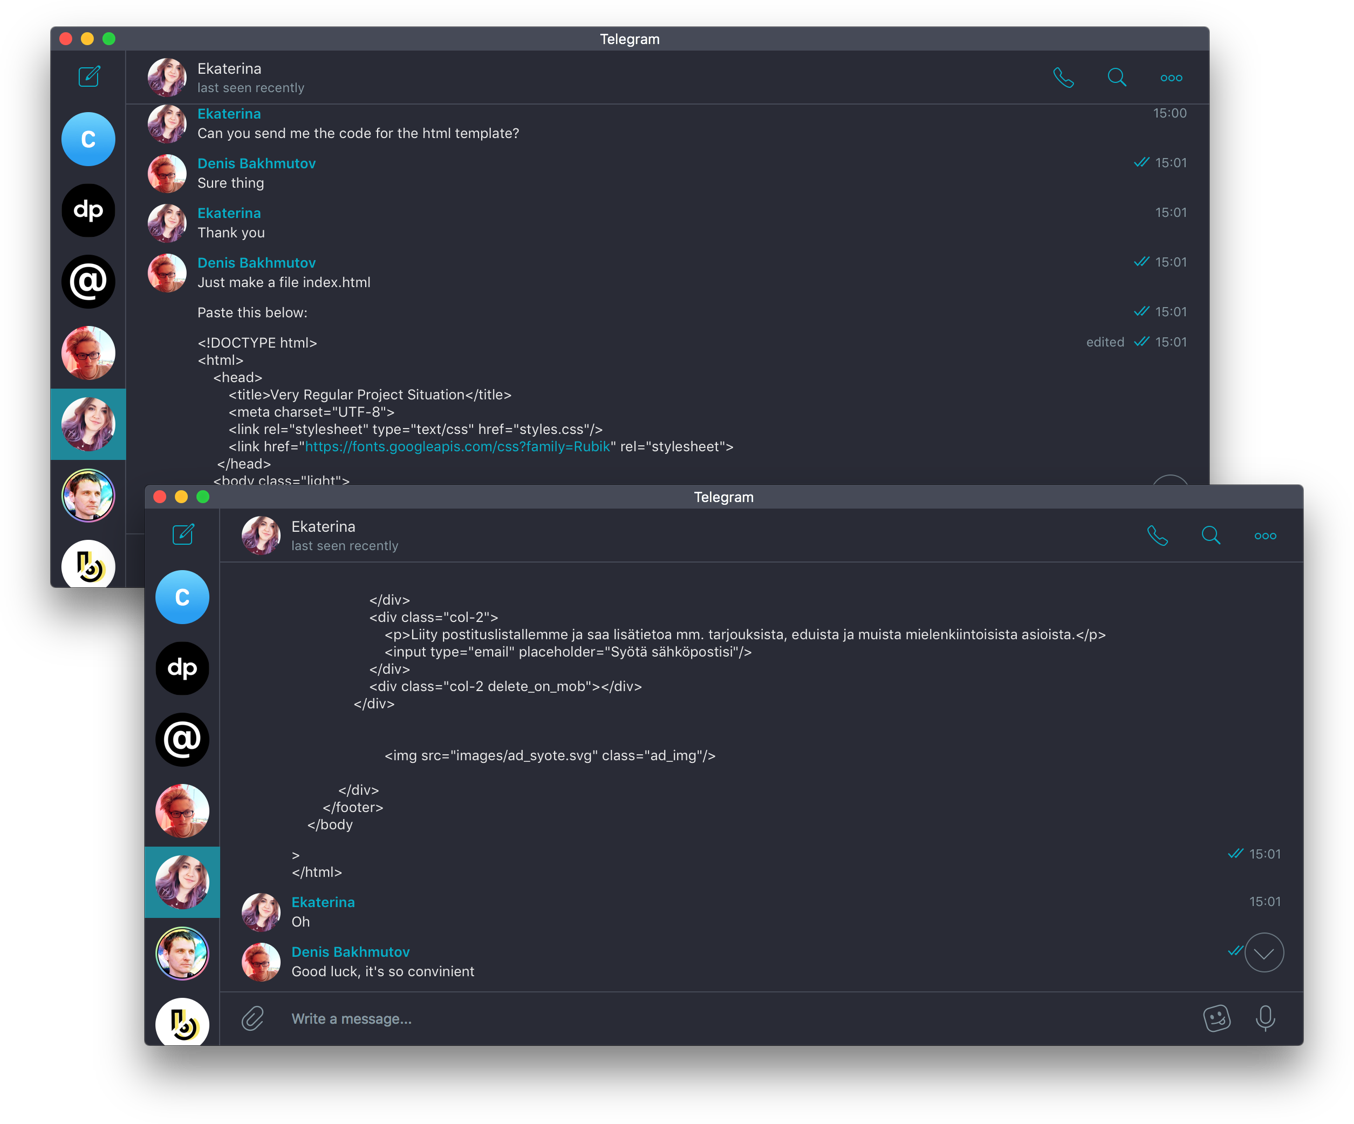 Telegram
Ekaterina
last seen recently
C
dp
@
Ekaterina 15:00
Can you send me the code for the html template?
Denis Bakhmutov 15:01
Sure thing
Ekaterina 15:01
Thank you
Denis Bakhmutov 15:01
Just make a file index.html
Paste this below: 15:01
<!DOCTYPE html> edited 15:01
<html>
<head>
<title>Very Regular Project Situation</title>
<meta charset="UTF-8">
<link rel="stylesheet" type="text/css" href="styles.css"/>
<link href="https://fonts.googleapis.com/css?family=Rubik" rel="stylesheet">
</head>
<body class="light">
Telegram
Ekaterina
last seen recently
C
dp
@
</div>
<div class="col-2">
<p>Liity postituslistallemme ja saa lisätietoa mm. tarjouksista, eduista ja muista mielenkiintoisista asioista.</p>
<input type="email" placeholder="Syötä sähköpostisi"/>
</div>
<div class="col-2 delete_on_mob"></div>
</div>
<img src="images/ad_syote.svg" class="ad_img"/>
</div>
</footer>
</body
> 15:01
</html>
Ekaterina 15:01
Oh
Denis Bakhmutov
Good luck, it's so convinient
Write a message...